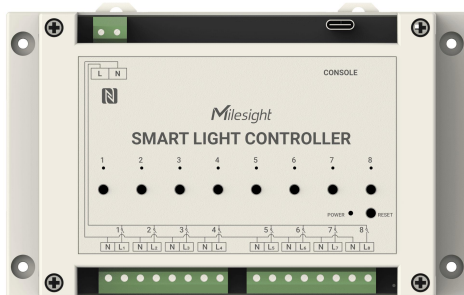 L N
CONSOLE
Milesight
SMART LIGHT CONTROLLER
1 2 3 4 5 6 7 8
POWER RESET
1 2 3 4 5 6 7 8
N L1 N L2 N L3 N L4 N L5 N L6 N L7 N L8